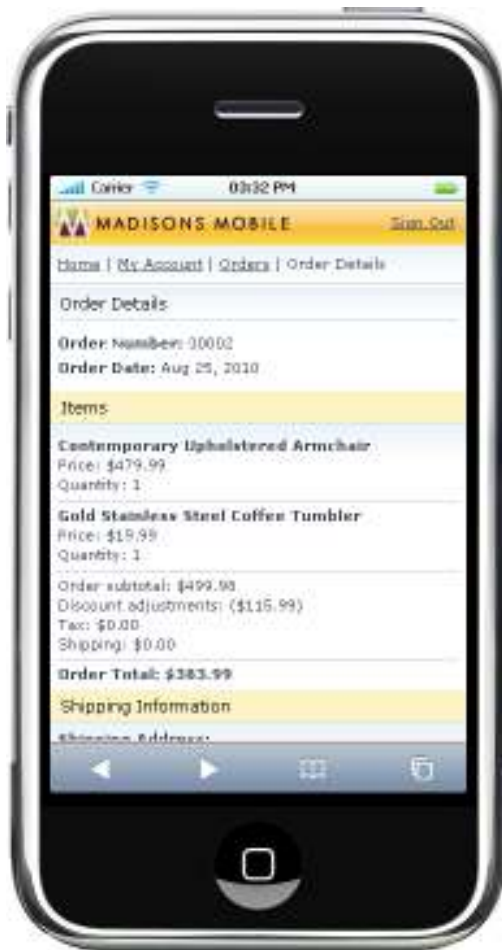 Carrier 03:32 PM
MADISONS MOBILE Sign Out
Home | My Account | Orders | Order Details
Order Details
Order Number: 00002
Order Date: Aug 25, 2010
Items
Contemporary Upholstered Armchair
Price: $479.99
Quantity: 1
Gold Stainless Steel Coffee Tumbler
Price: $19.99
Quantity: 1
Order subtotal: $499.98
Discount adjustments: ($115.99)
Tax: $0.00
Shipping: $0.00
Order Total: $383.99
Shipping Information
Shipping Address: